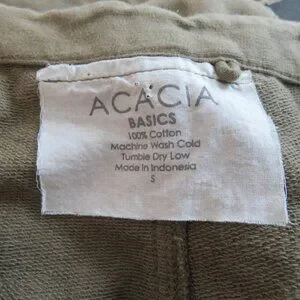 ACACIA
BASICS
100% Cotton
Machine Wash Cold
Tumble Dry Low
Made in Indonesia
S